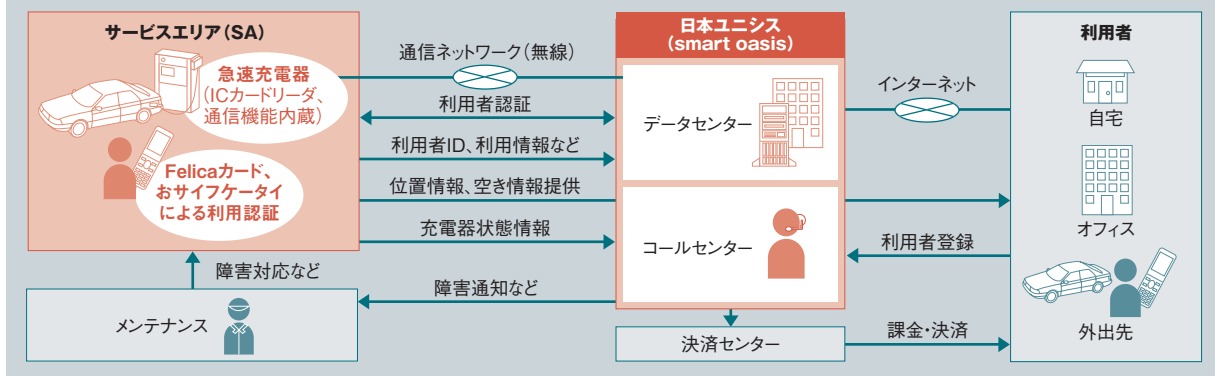 サービスエリア(SA)
急速充電器
(ICカードリーダ、
通信機能内蔵)
Felicaカード、
おサイフケータイ
による利用認証
障害対応など
メンテナンス
通信ネットワーク(無線)
利用者認証
利用者ID、利用情報など
位置情報、空き情報提供
充電器状態情報
障害通知など
日本ユニシス
(smart oasis)
データセンター
コールセンター
決済センター
インターネット
利用者登録
課金・決済
利用者
自宅
オフィス
外出先